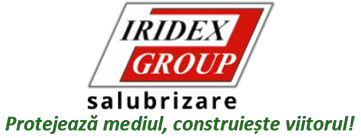 IRIDEX
GROUP
salubrizare
Protejează mediul, construiește viitorul!